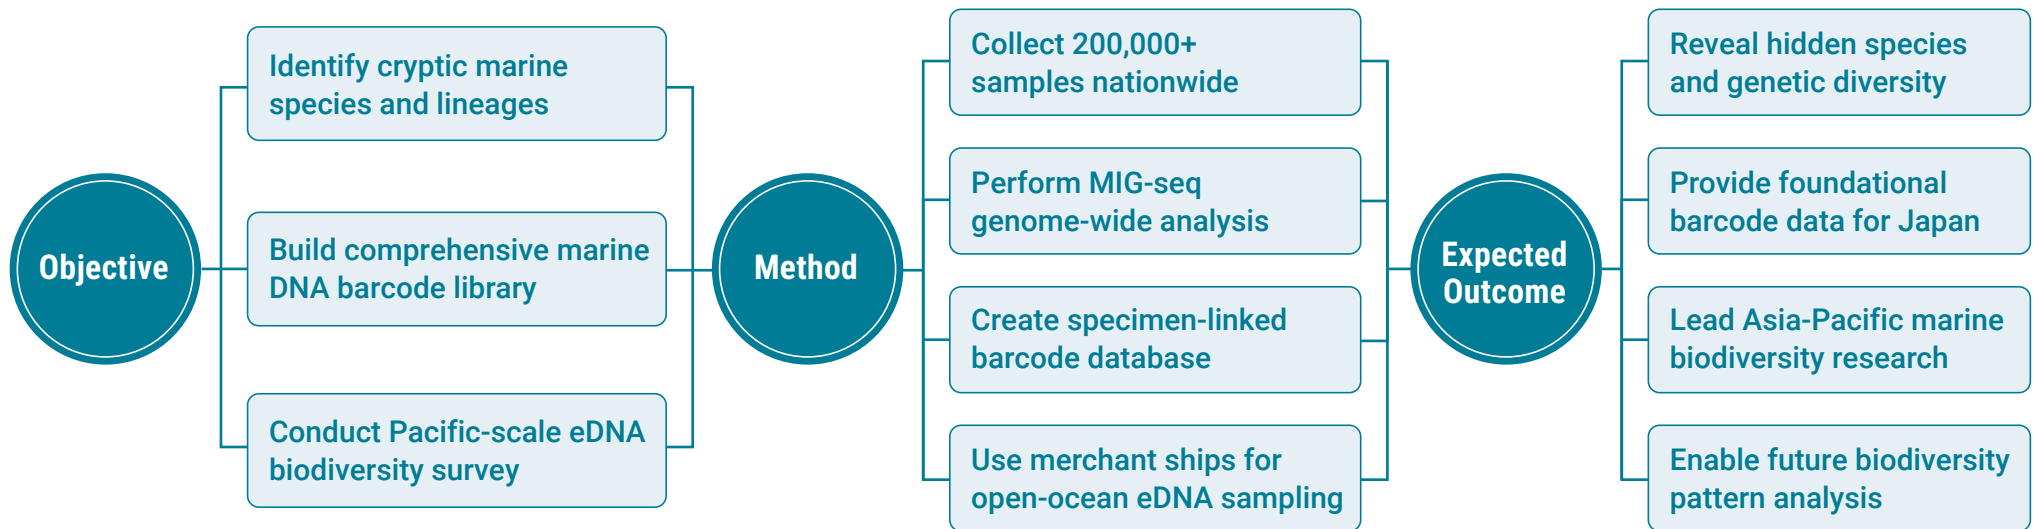 Objective
Identify cryptic marine
species and lineages
Build comprehensive marine
DNA barcode library
Conduct Pacific-scale eDNA
biodiversity survey
Method
Collect 200,000+
samples nationwide
Perform MIG-seq
genome-wide analysis
Create specimen-linked
barcode database
Use merchant ships for
open-ocean eDNA sampling
Expected
Outcome
Reveal hidden species
and genetic diversity
Provide foundational
barcode data for Japan
Lead Asia-Pacific marine
biodiversity research
Enable future biodiversity
pattern analysis